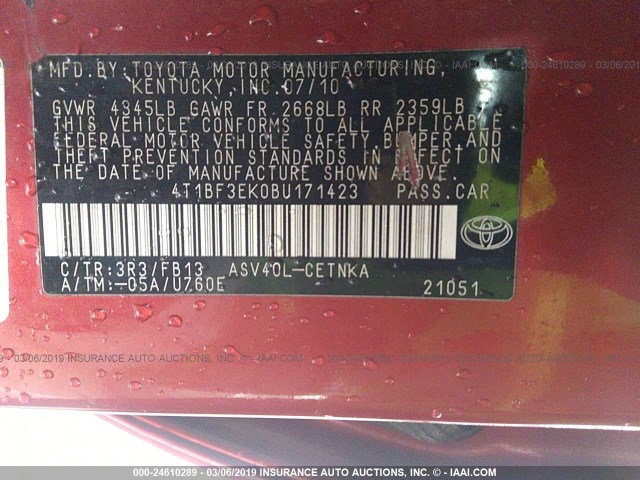 MFD. BY: TOYOTA MOTOR MANUFACTURING,
KENTUCKY, INC 07/10
GVWR 4345LB GAWR FR 2668LB RR 2359LB
THIS VEHICLE CONFORMS TO ALL APPLICABLE
FEDERAL MOTOR VEHICLE SAFETY, BUMPER, AND
THEFT PREVENTION STANDARDS IN EFFECT ON
THE DATE OF MANUFACTURE SHOWN ABOVE.
4T1BF3EK0BU171423 PASS.CAR
C/TR:3R3/FB13 ASV40L-CETNKA
A/TM:-05A/U760E 21051
000-24610289 - 03/06/2019 INSURANCE AUTO AUCTIONS, INC. © - IAAI.COM